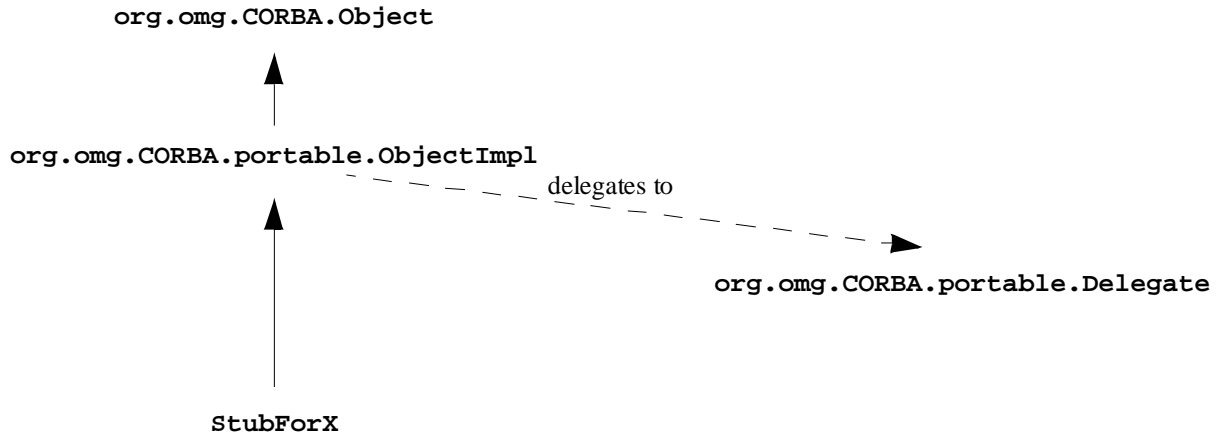 org.omg.CORBA.Object
org.omg.CORBA.portable.ObjectImpl
delegates to
org.omg.CORBA.portable.Delegate
StubForX